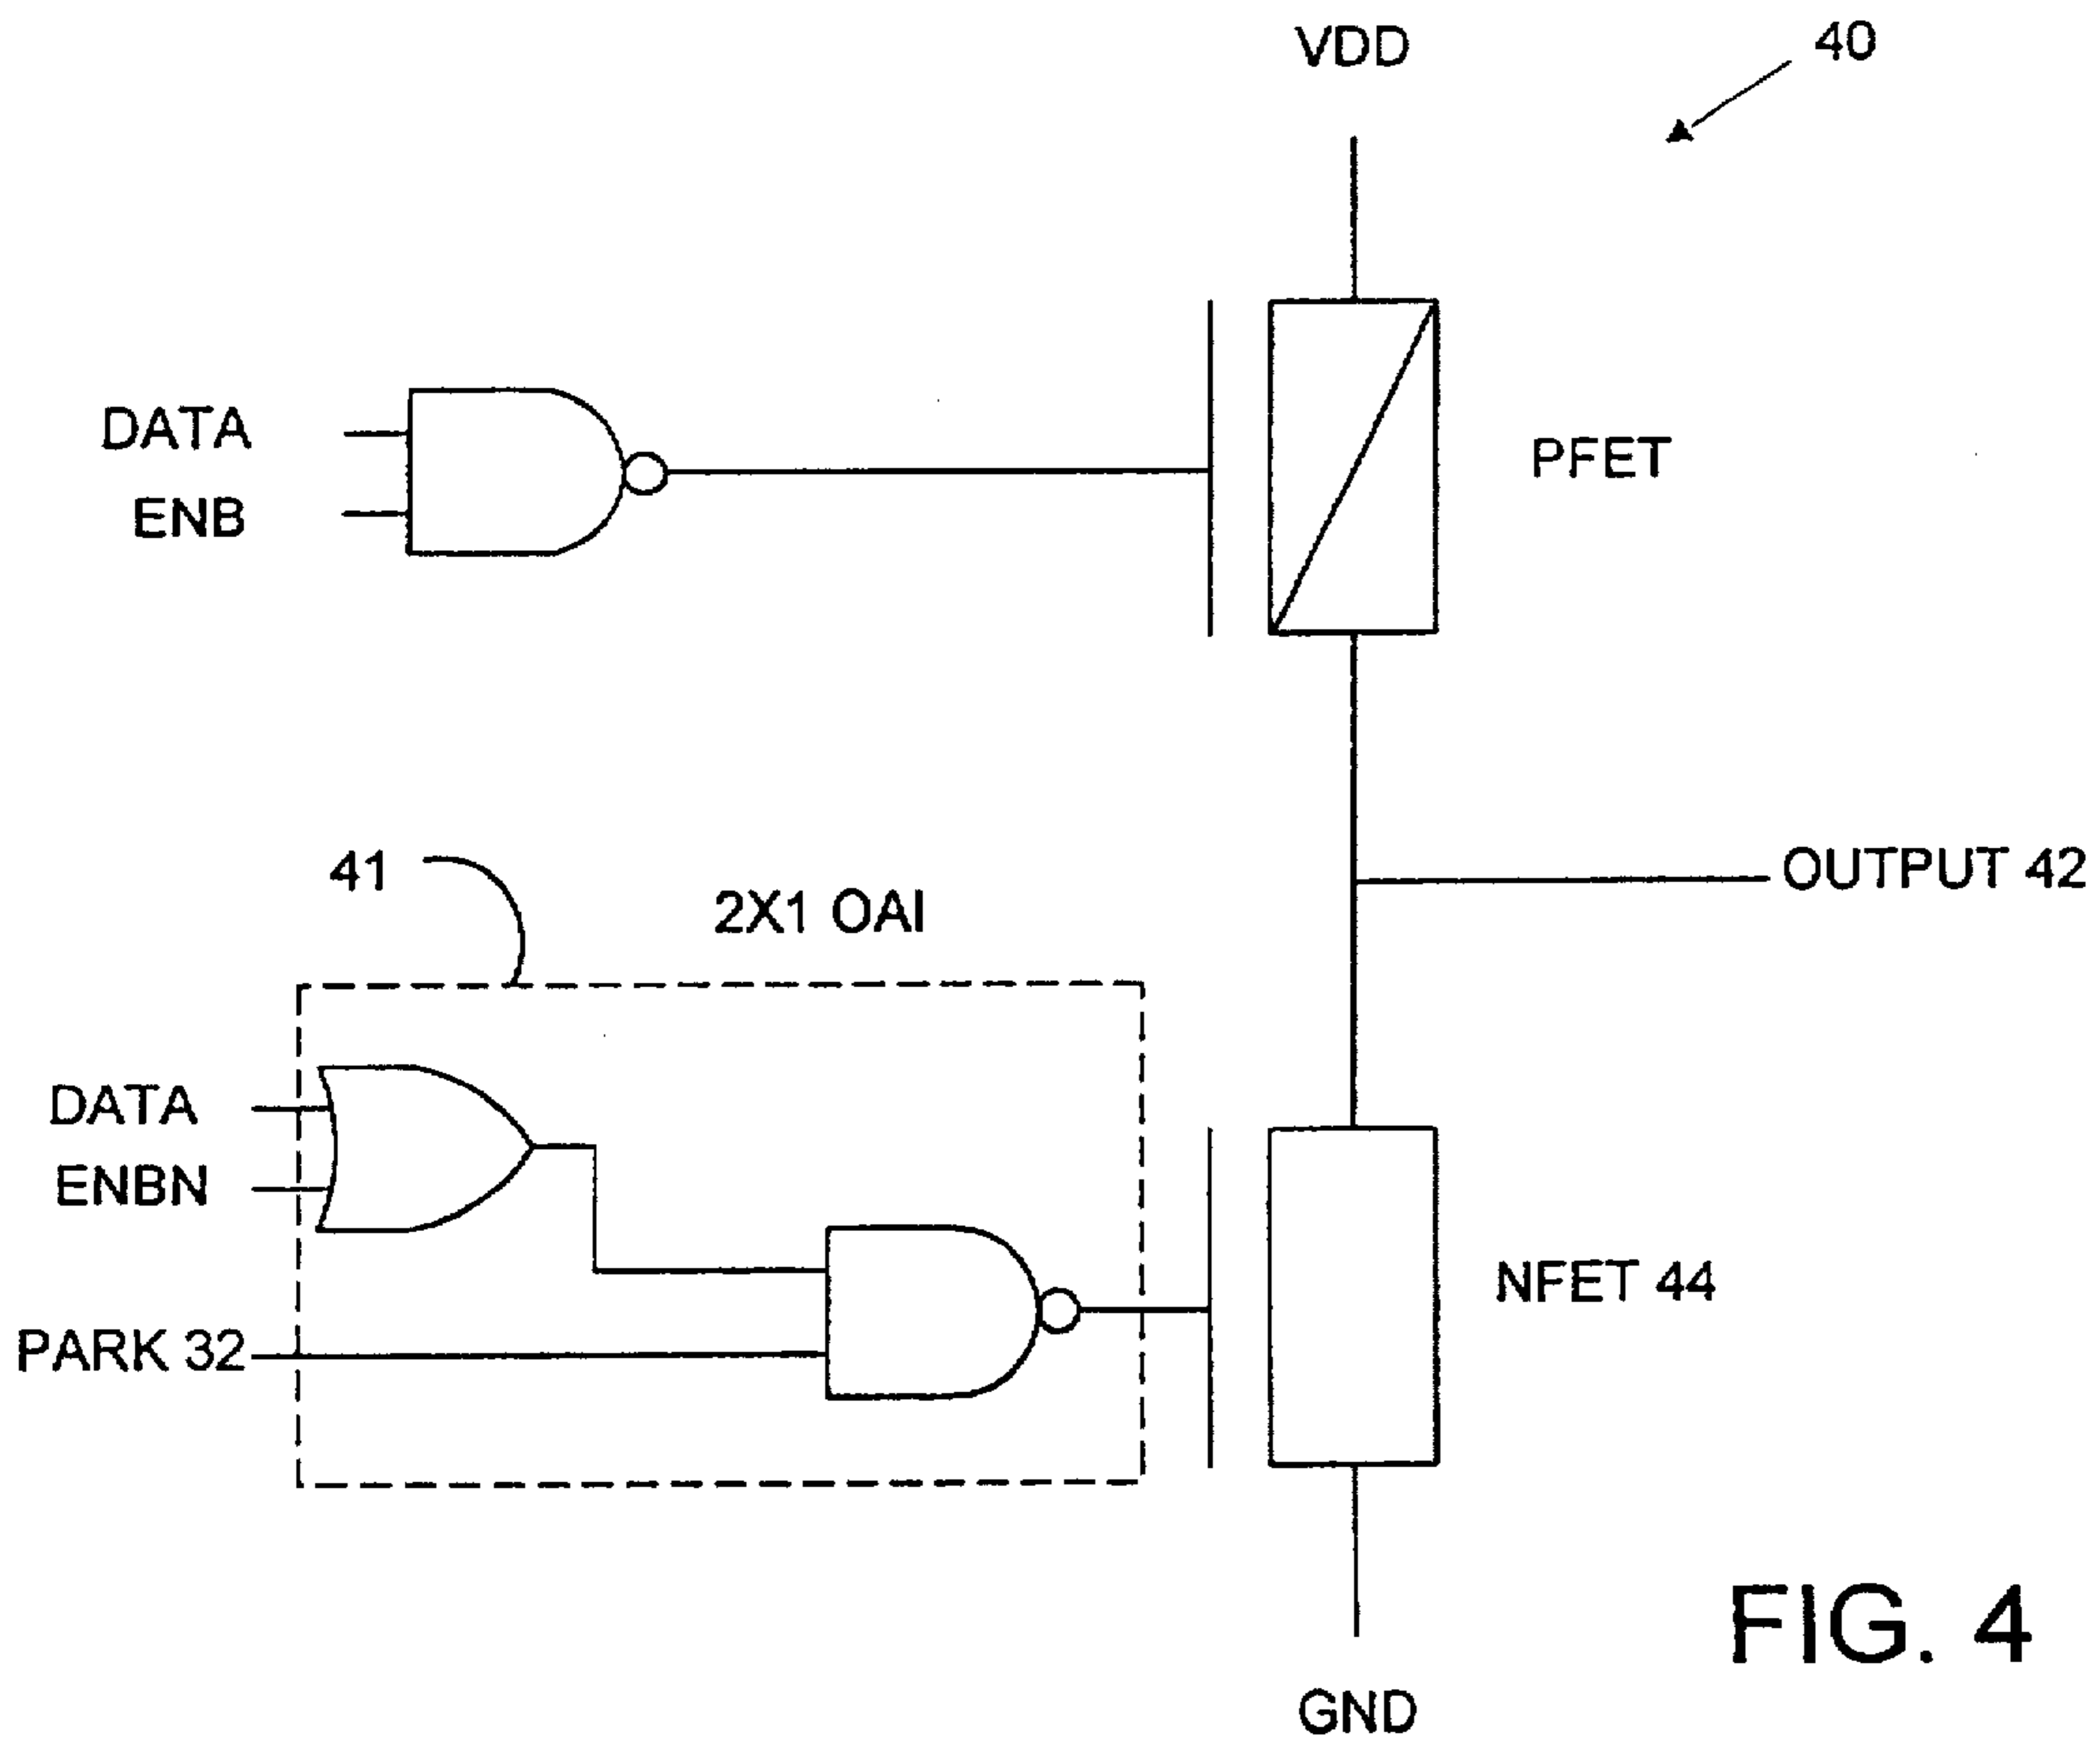 VDD
40
DATA
ENB
PFET
41
2X1 OAI
OUTPUT 42
DATA
ENBN
PARK 32
NFET 44
FIG. 4
GND